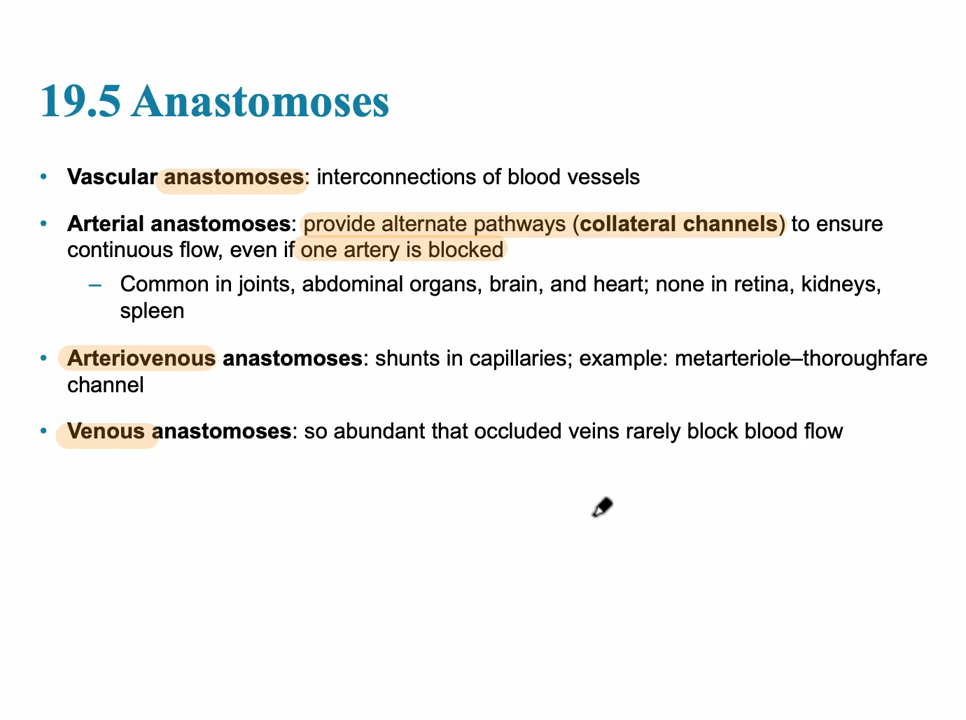 19.5 Anastomoses
• Vascular anastomoses: interconnections of blood vessels
• Arterial anastomoses: provide alternate pathways (collateral channels) to ensure
continuous flow, even if one artery is blocked
– Common in joints, abdominal organs, brain, and heart; none in retina, kidneys,
spleen
• Arteriovenous anastomoses: shunts in capillaries; example: metarteriole–thoroughfare
channel
• Venous anastomoses: so abundant that occluded veins rarely block blood flow